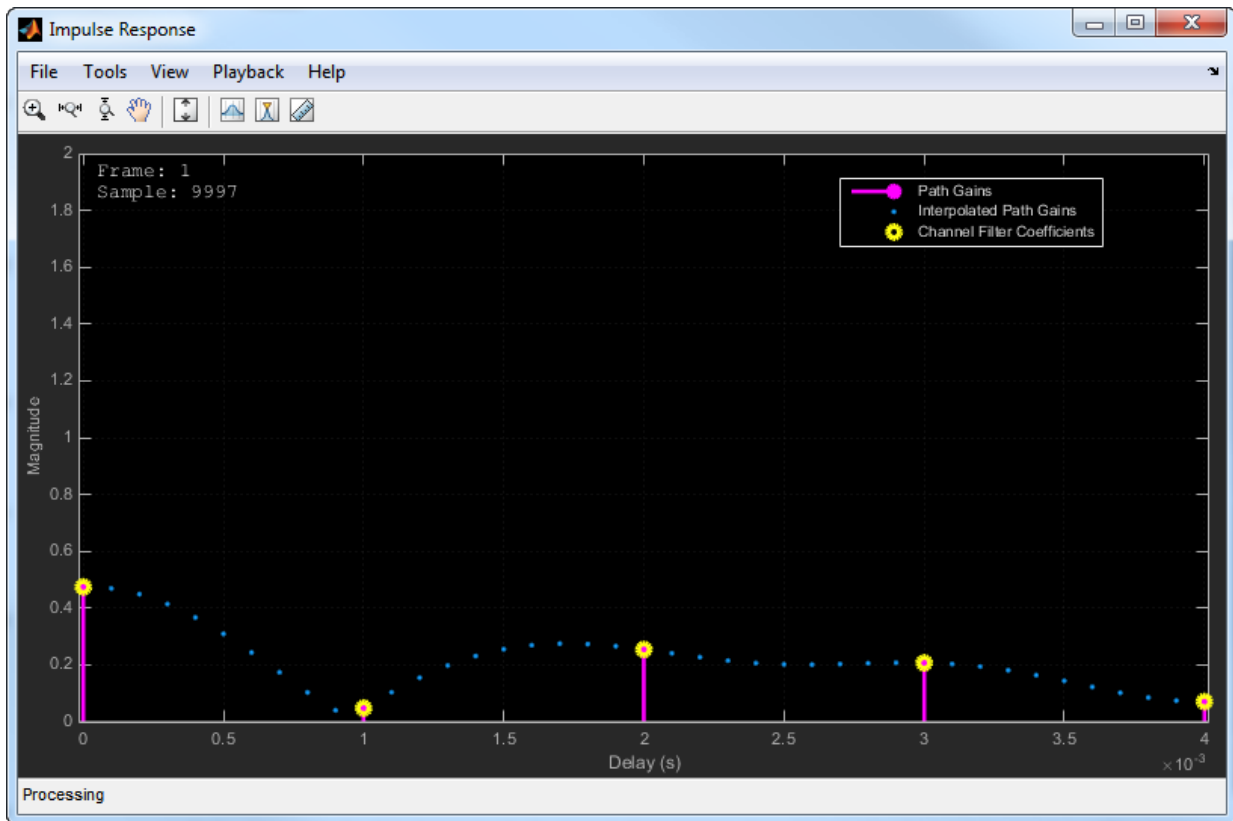 Impulse Response
File Tools View Playback Help
Frame: 1
Sample: 9997
Path Gains
Interpolated Path Gains
Channel Filter Coefficients
2
1.8
1.6
1.4
1.2
1
0.8
0.6
0.4
0.2
0
Magnitude
0 0.5 1 1.5 2 2.5 3 3.5 4
Delay (s)
×10-3
Processing